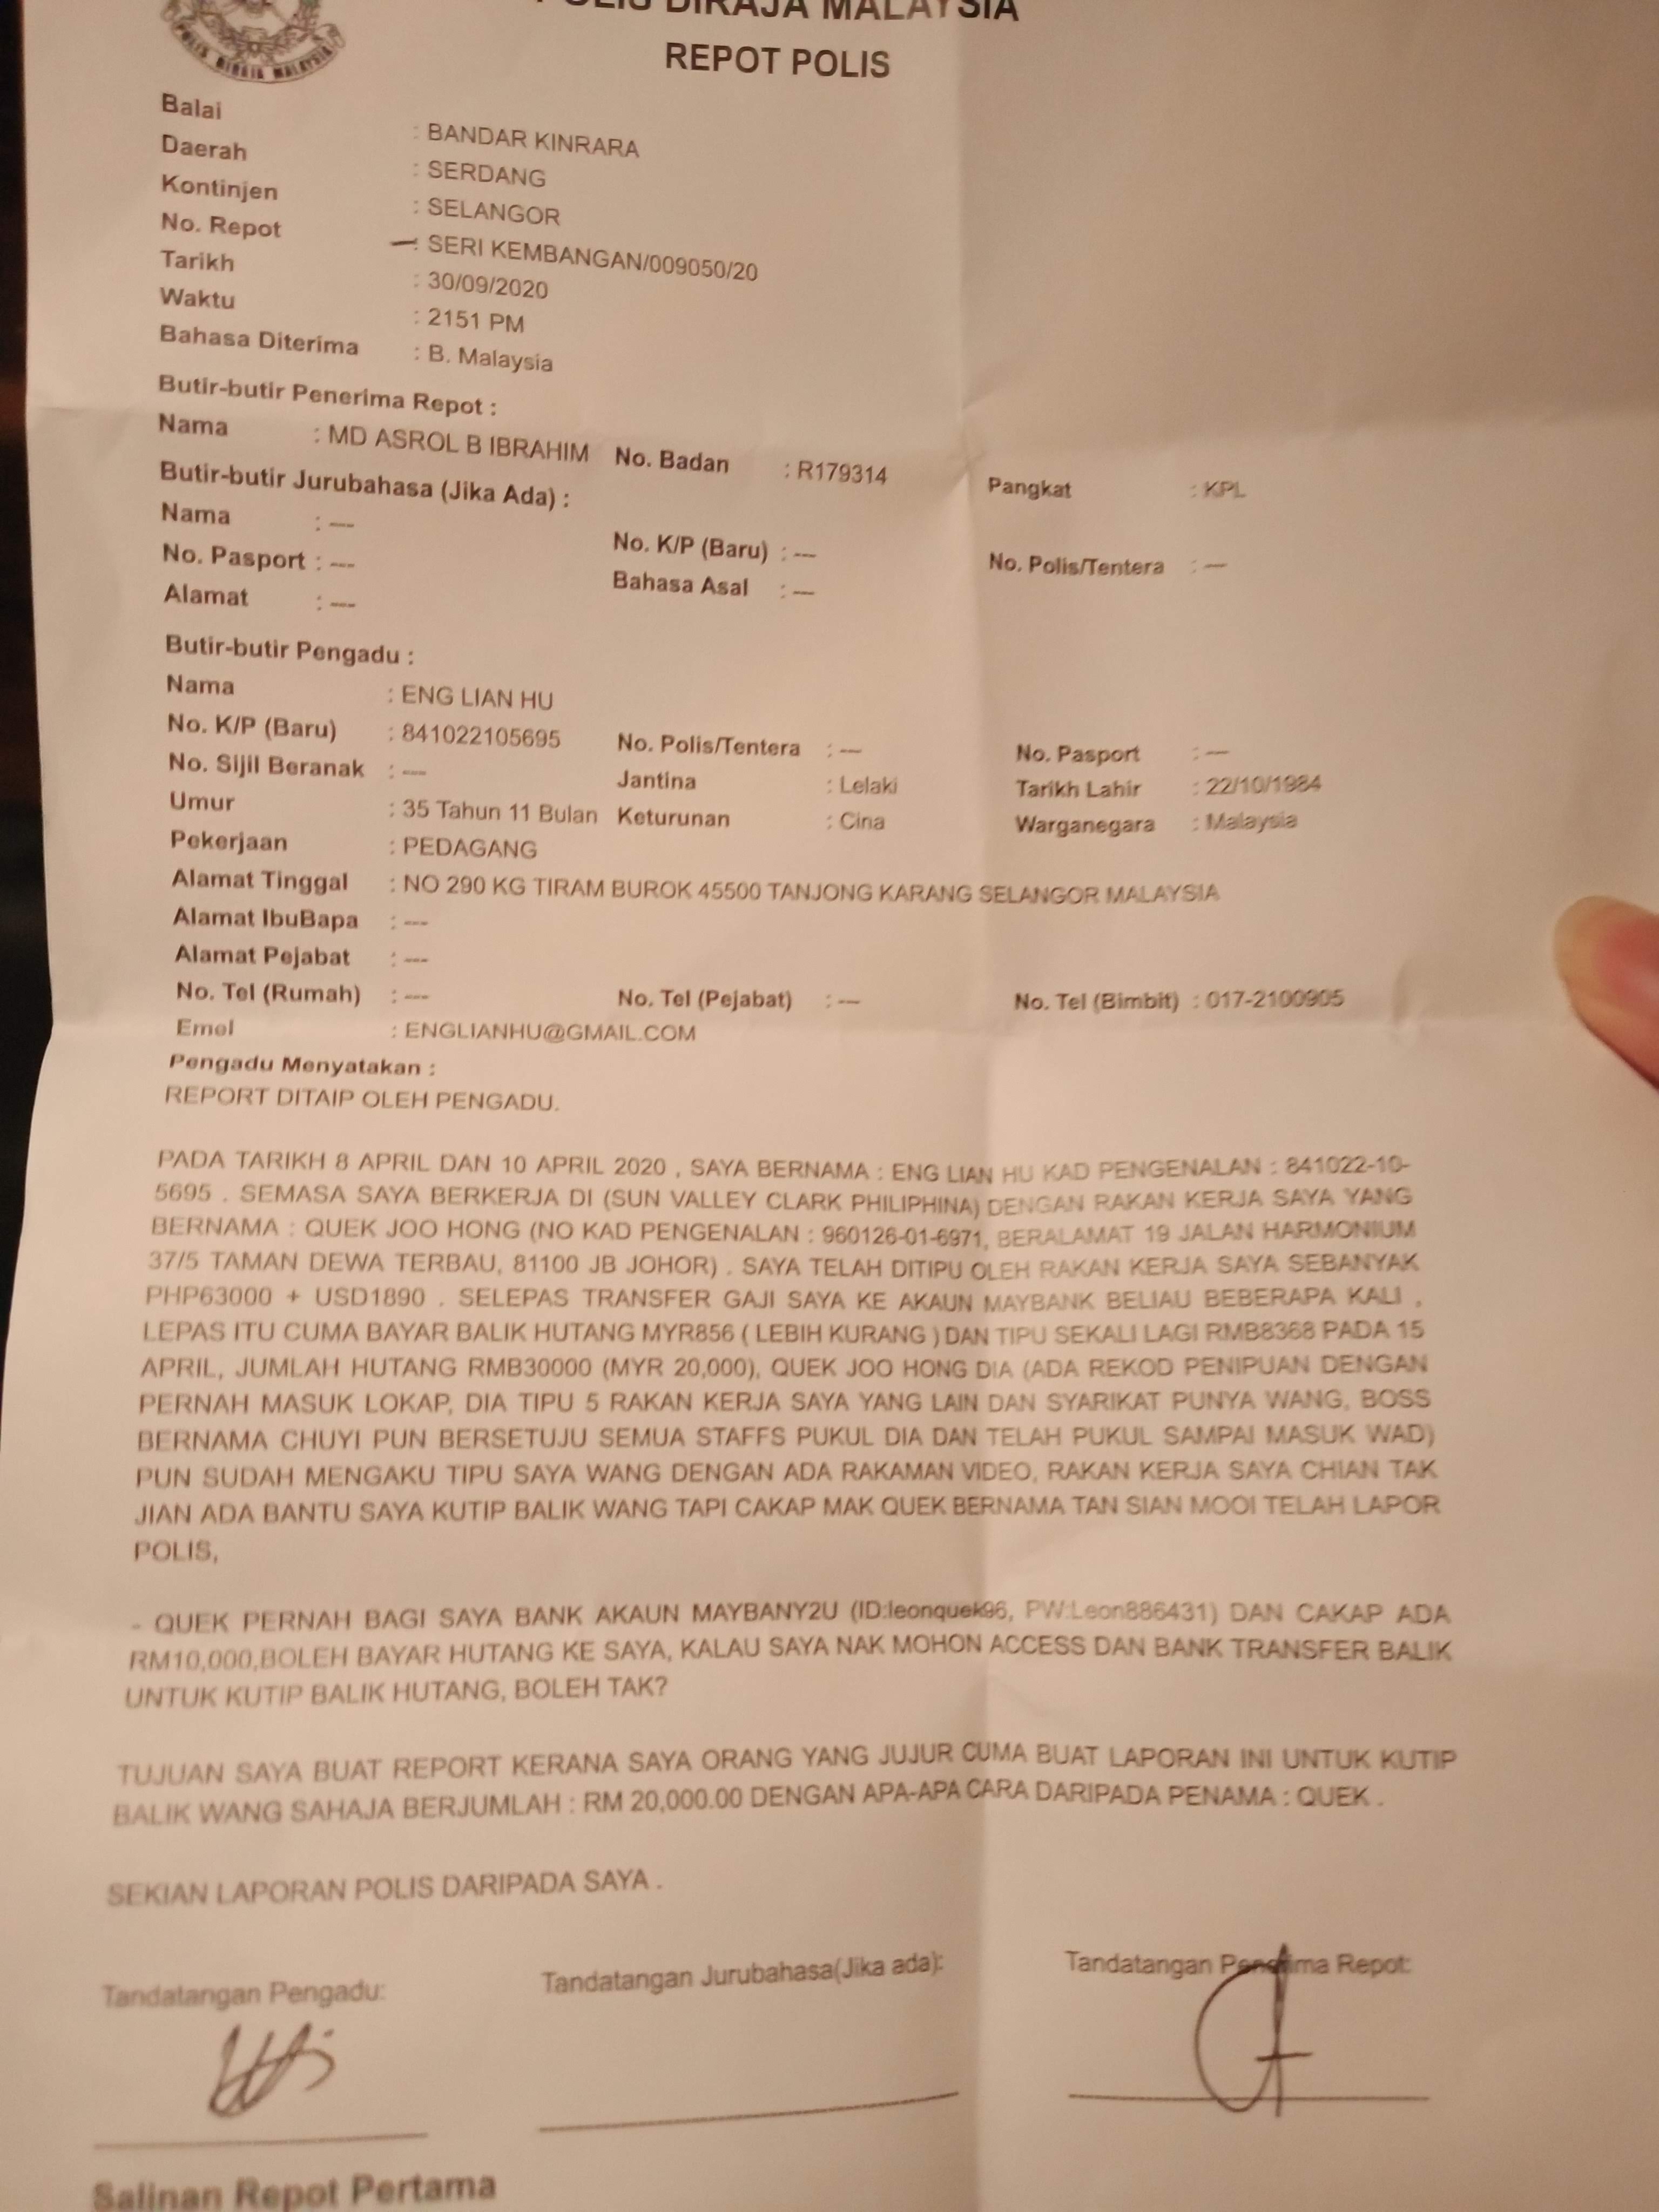 POLIS DIRAJA MALAYSIA
POLIS DIRAJA MALAYSIA
REPOT POLIS
Balai : BANDAR KINRARA
Daerah : SERDANG
Kontinjen : SELANGOR
No. Repot : SERI KEMBANGAN/009050/20
Tarikh : 30/09/2020
Waktu : 2151 PM
Bahasa Diterima : B. Malaysia
Butir-butir Penerima Repot :
Nama : MD ASROL B IBRAHIM No. Badan : R179314 Pangkat : KPL
Butir-butir Jurubahasa (Jika Ada) :
Nama : --- No. K/P (Baru) : --- No. Polis/Tentera : ---
No. Pasport : --- Bahasa Asal : ---
Alamat : ---
Butir-butir Pengadu :
Nama : ENG LIAN HU
No. K/P (Baru) : 841022105695 No. Polis/Tentera : --- No. Pasport : ---
No. Sijil Beranak : --- Jantina : Lelaki Tarikh Lahir : 22/10/1984
Umur : 35 Tahun 11 Bulan Keturunan : Cina Warganegara : Malaysia
Pekerjaan : PEDAGANG
Alamat Tinggal : NO 290 KG TIRAM BUROK 45500 TANJONG KARANG SELANGOR MALAYSIA
Alamat IbuBapa : ---
Alamat Pejabat : ---
No. Tel (Rumah) : --- No. Tel (Pejabat) : --- No. Tel (Bimbit) : 017-2100905
Emel : ENGLIANHU@GMAIL.COM
Pengadu Menyatakan :
REPORT DITAIP OLEH PENGADU.
PADA TARIKH 8 APRIL DAN 10 APRIL 2020 , SAYA BERNAMA : ENG LIAN HU KAD PENGENALAN : 841022-10-
5695 . SEMASA SAYA BERKERJA DI (SUN VALLEY CLARK PHILIPHINA) DENGAN RAKAN KERJA SAYA YANG
BERNAMA : QUEK JOO HONG (NO KAD PENGENALAN : 960126-01-6971, BERALAMAT 19 JALAN HARMONIUM
37/5 TAMAN DEWA TERBAU, 81100 JB JOHOR) . SAYA TELAH DITIPU OLEH RAKAN KERJA SAYA SEBANYAK
PHP63000 + USD1890 . SELEPAS TRANSFER GAJI SAYA KE AKAUN MAYBANK BELIAU BEBERAPA KALI ,
LEPAS ITU CUMA BAYAR BALIK HUTANG MYR856 ( LEBIH KURANG ) DAN TIPU SEKALI LAGI RMB8368 PADA 15
APRIL, JUMLAH HUTANG RMB30000 (MYR 20,000), QUEK JOO HONG DIA (ADA REKOD PENIPUAN DENGAN
PERNAH MASUK LOKAP, DIA TIPU 5 RAKAN KERJA SAYA YANG LAIN DAN SYARIKAT PUNYA WANG, BOSS
BERNAMA CHUYI PUN BERSETUJU SEMUA STAFFS PUKUL DIA DAN TELAH PUKUL SAMPAI MASUK WAD)
PUN SUDAH MENGAKU TIPU SAYA WANG DENGAN ADA RAKAMAN VIDEO, RAKAN KERJA SAYA CHIAN TAK
JIAN ADA BANTU SAYA KUTIP BALIK WANG TAPI CAKAP MAK QUEK BERNAMA TAN SIAN MOOI TELAH LAPOR
POLIS,
- QUEK PERNAH BAGI SAYA BANK AKAUN MAYBANY2U (ID:leonquek96, PW:Leon886431) DAN CAKAP ADA
RM10,000,BOLEH BAYAR HUTANG KE SAYA, KALAU SAYA NAK MOHON ACCESS DAN BANK TRANSFER BALIK
UNTUK KUTIP BALIK HUTANG, BOLEH TAK?
TUJUAN SAYA BUAT REPORT KERANA SAYA ORANG YANG JUJUR CUMA BUAT LAPORAN INI UNTUK KUTIP
BALIK WANG SAHAJA BERJUMLAH : RM 20,000.00 DENGAN APA-APA CARA DARIPADA PENAMA : QUEK .
SEKIAN LAPORAN POLIS DARIPADA SAYA .
Tandatangan Pengadu: Tandatangan Jurubahasa(Jika ada): Tandatangan Penerima Repot:
Salinan Repot Pertama